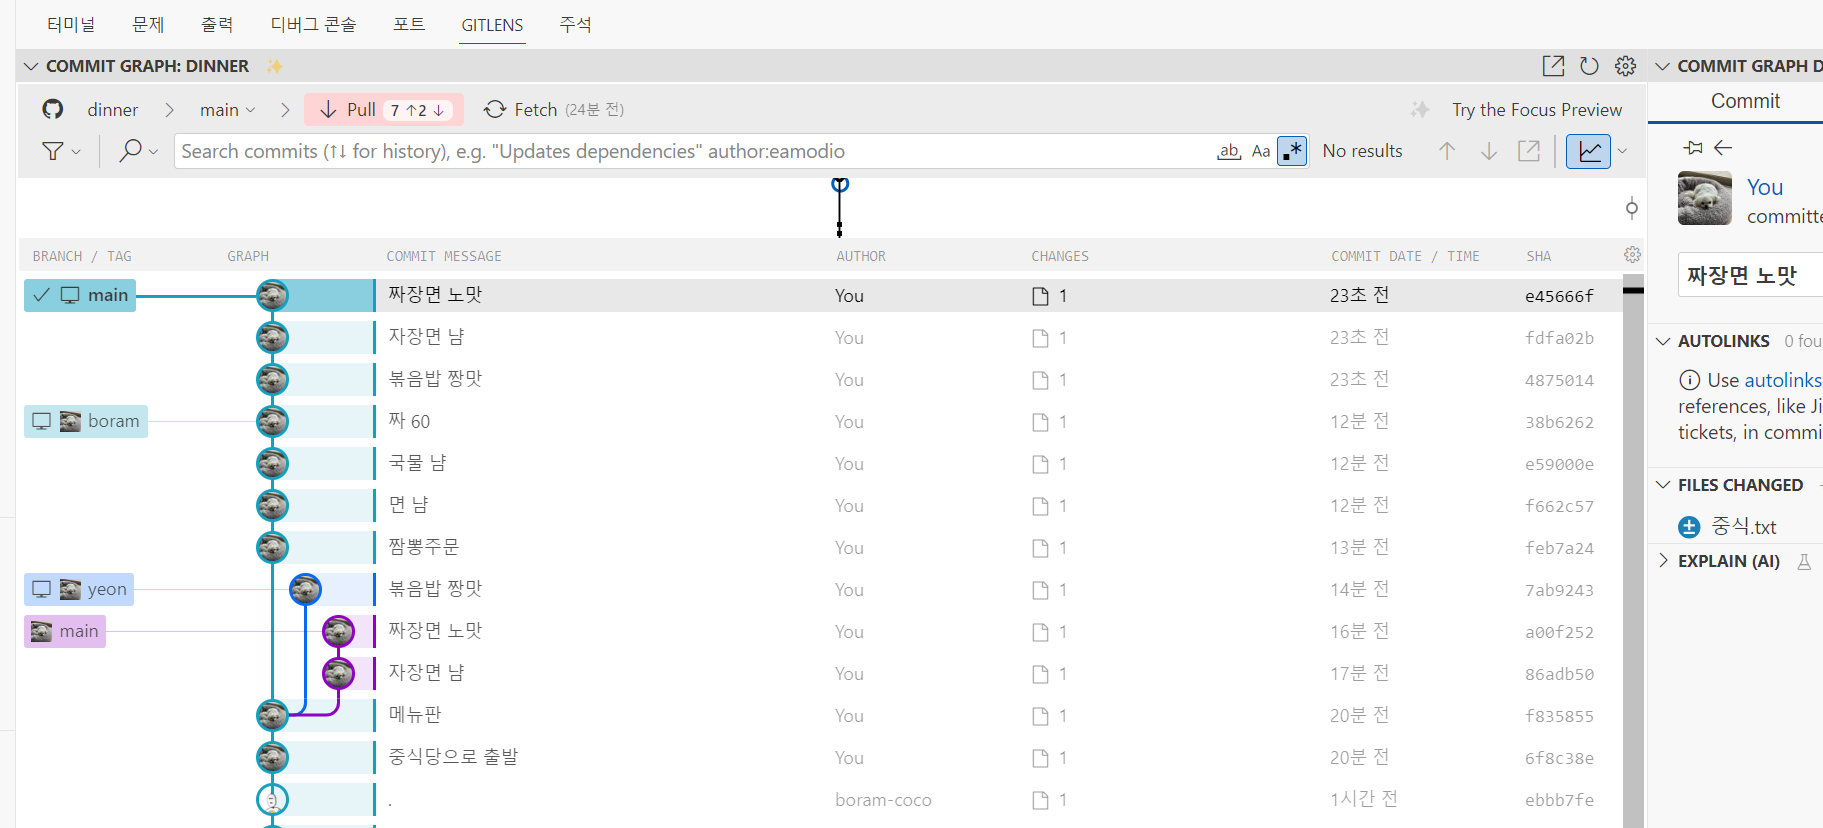 터미널 문제 출력 디버그 콘솔 포트 GITLENS 주석
COMMIT GRAPH: DINNER
dinner main Pull 7 ↑2 ↓ Fetch (24분 전) Try the Focus Preview
Search commits (↑↓ for history), e.g. "Updates dependencies" author:eamodio ab, Aa .* No results
BRANCH / TAG GRAPH COMMIT MESSAGE AUTHOR CHANGES COMMIT DATE / TIME SHA
main 짜장면 노맛 You 1 23초 전 e45666f
자장면 냠 You 1 23초 전 fdfa02b
볶음밥 짱맛 You 1 23초 전 4875014
boram 짜 60 You 1 12분 전 38b6262
국물 냠 You 1 12분 전 e59000e
면 냠 You 1 12분 전 f662c57
짬뽕주문 You 1 13분 전 feb7a24
yeon 볶음밥 짱맛 You 1 14분 전 7ab9243
main 짜장면 노맛 You 1 16분 전 a00f252
자장면 냠 You 1 17분 전 86adb50
메뉴판 You 1 20분 전 f835855
중식당으로 출발 You 1 20분 전 6f8c38e
. boram-coco 1 1시간 전 ebbb7fe
COMMIT GRAPH D
Commit
You
committe
짜장면 노맛
AUTOLINKS 0 fou
Use autolinks
references, like Ji
tickets, in commi
FILES CHANGED
중식.txt
EXPLAIN (AI)